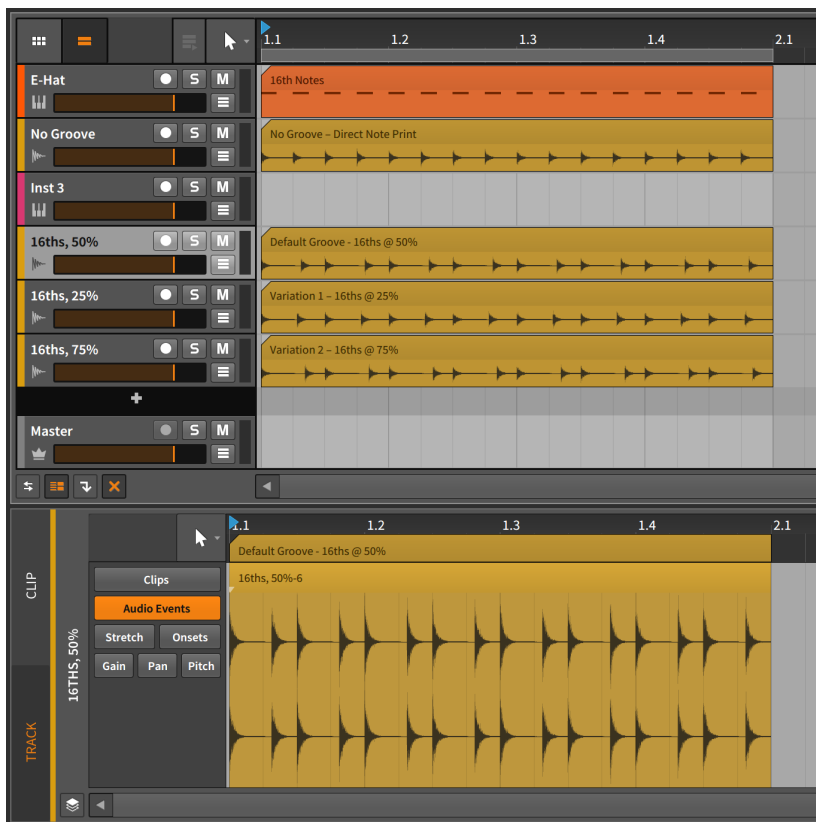 1.1 1.2 1.3 1.4 2.1
E-Hat S M
16th Notes
No Groove S M
No Groove – Direct Note Print
Inst 3 S M
16ths, 50% S M
Default Groove - 16ths @ 50%
16ths, 25% S M
Variation 1 – 16ths @ 25%
16ths, 75% S M
Variation 2 – 16ths @ 75%
Master S M
1.1 1.2 1.3 1.4 2.1
Default Groove - 16ths @ 50%
CLIP
TRACK
16THS, 50%
Clips
Audio Events
Stretch Onsets
Gain Pan Pitch
16ths, 50%-6